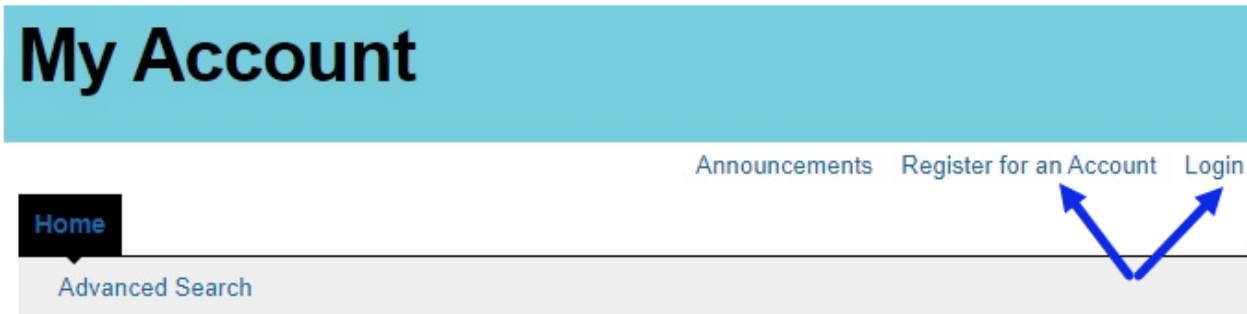 My Account
Announcements Register for an Account Login
Home
Advanced Search